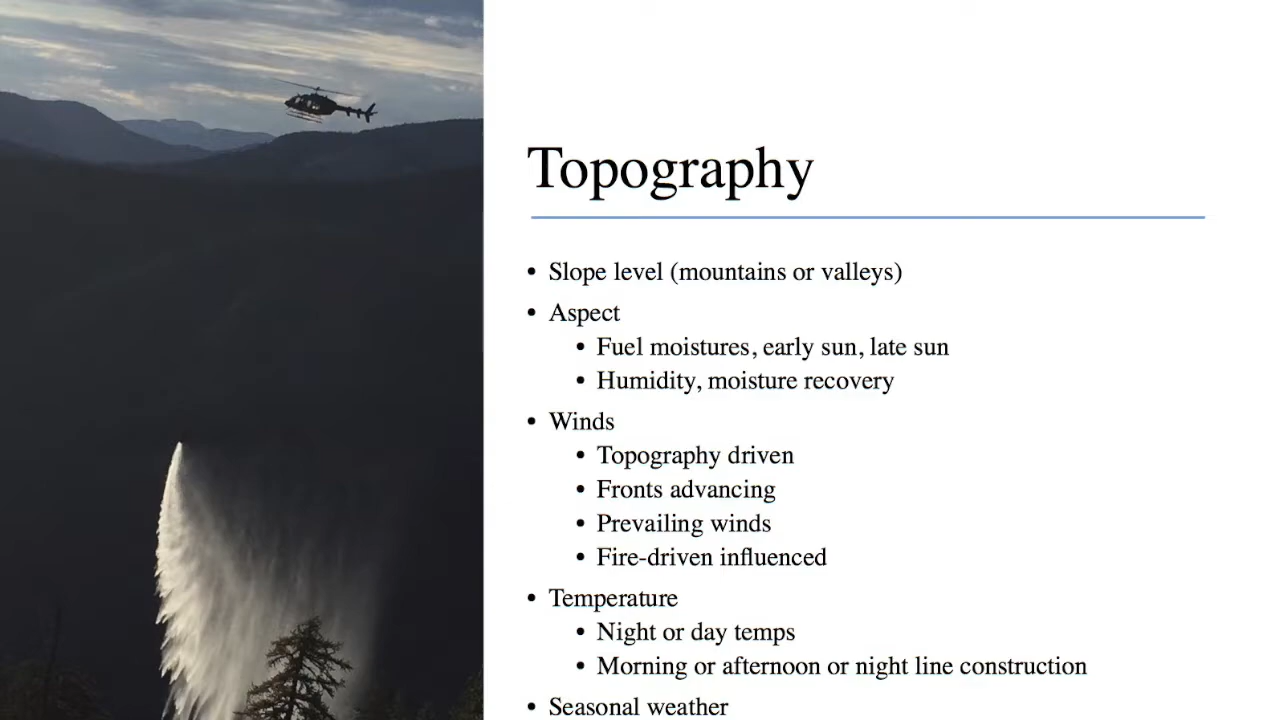 Topography
• Slope level (mountains or valleys)
• Aspect
• Fuel moistures, early sun, late sun
• Humidity, moisture recovery
• Winds
• Topography driven
• Fronts advancing
• Prevailing winds
• Fire-driven influenced
• Temperature
• Night or day temps
• Morning or afternoon or night line construction
• Seasonal weather